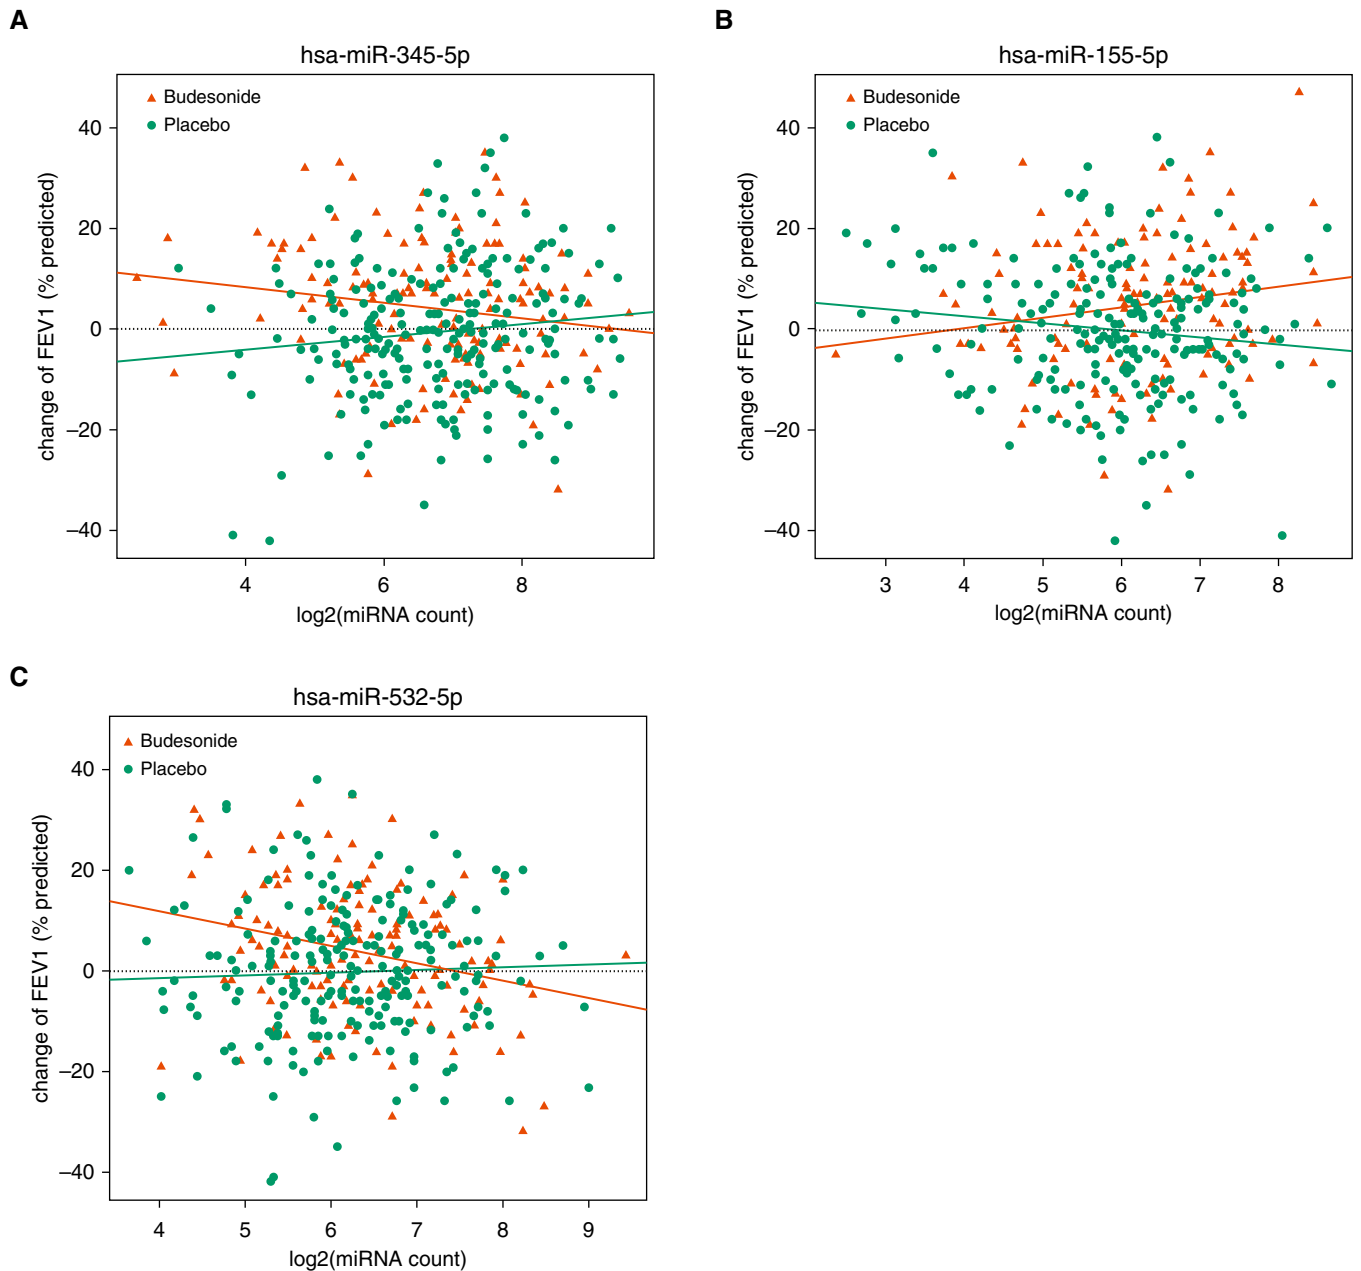 A
hsa-miR-345-5p
Budesonide
Placebo
40
20
0
–20
–40
change of FEV1 (% predicted)
4 6 8
log2(miRNA count)
B
hsa-miR-155-5p
Budesonide
Placebo
40
20
0
–20
–40
change of FEV1 (% predicted)
3 4 5 6 7 8
log2(miRNA count)
C
hsa-miR-532-5p
Budesonide
Placebo
40
20
0
–20
–40
change of FEV1 (% predicted)
4 5 6 7 8 9
log2(miRNA count)